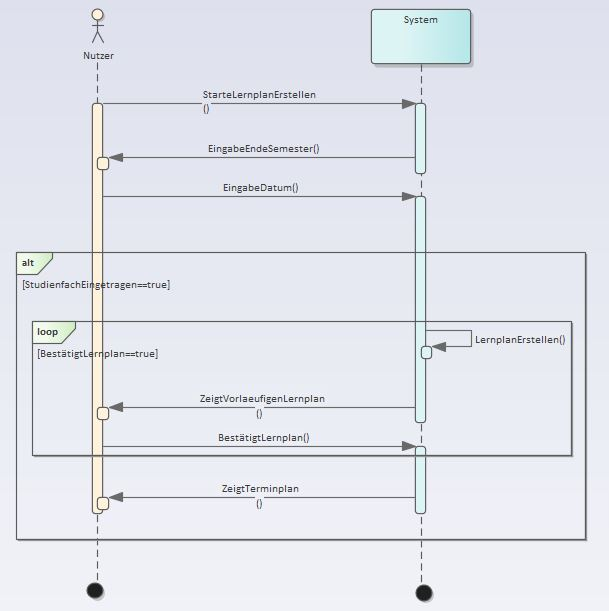 Nutzer
System
StarteLernplanErstellen
()
EingabeEndeSemester()
EingabeDatum()
alt
[StudienfachEingetragen==true]
loop
[BestätigtLernplan==true]
LernplanErstellen()
ZeigtVorlaeufigenLernplan
()
BestätigtLernplan()
ZeigtTerminplan
()